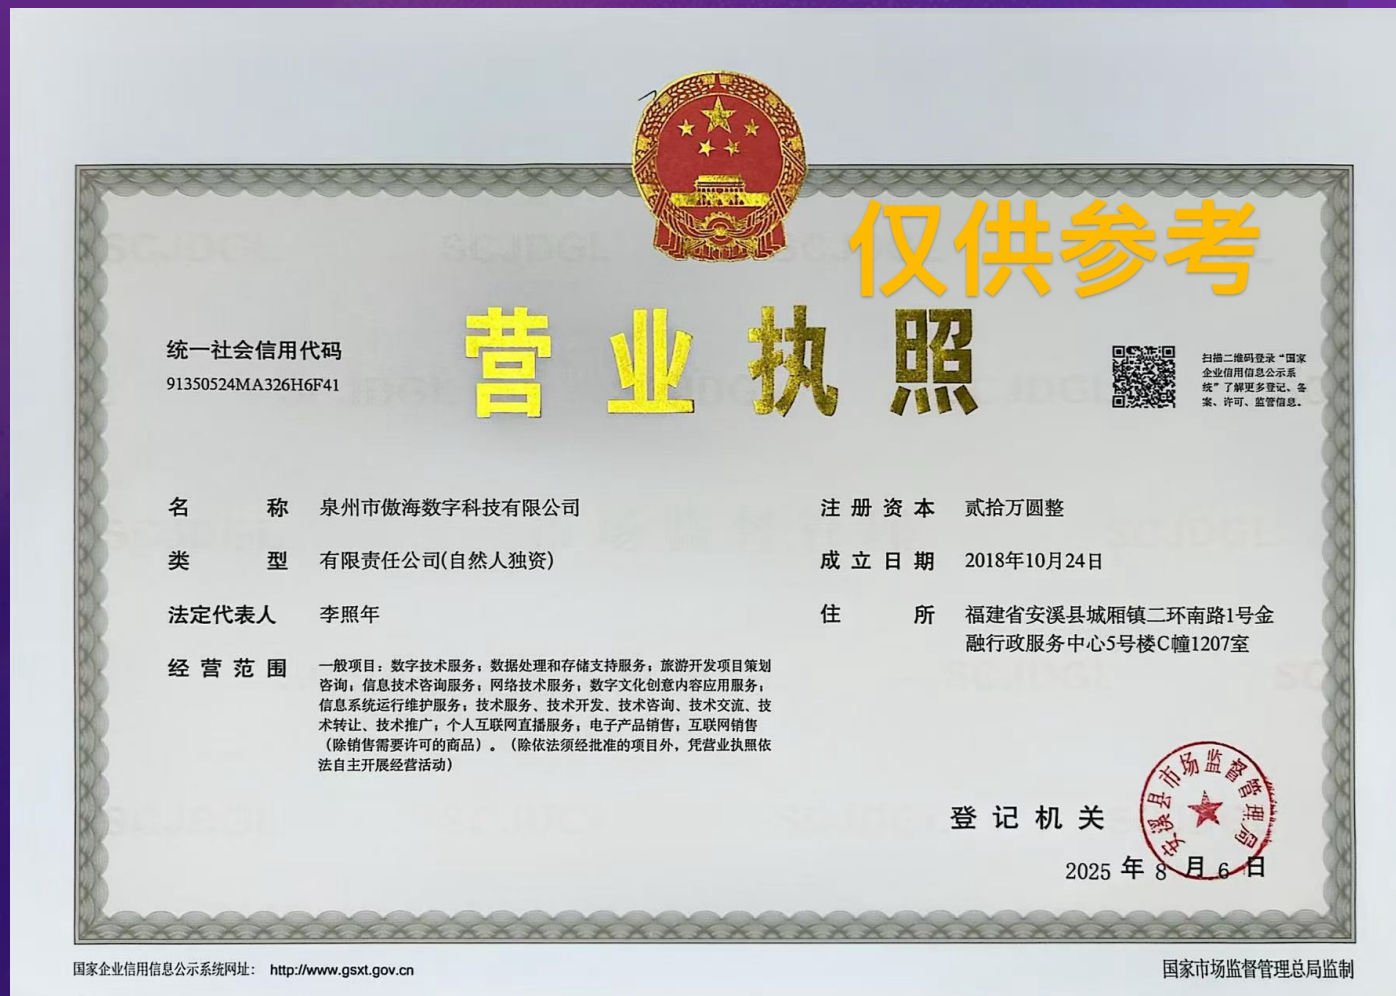 仅供参考
营业执照
统一社会信用代码
91350524MA326H6F41
扫描二维码登录“国家
企业信用信息公示系
统”了解更多登记、备
案、许可、监管信息。
名称 泉州市傲海数字科技有限公司
类型 有限责任公司(自然人独资)
法定代表人 李照年
经营范围 一般项目：数字技术服务；数据处理和存储支持服务；旅游开发项目策划
咨询；信息技术咨询服务；网络技术服务；数字文化创意内容应用服务；
信息系统运行维护服务；技术服务、技术开发、技术咨询、技术交流、技
术转让、技术推广；个人互联网直播服务；电子产品销售；互联网销售
（除销售需要许可的商品）。（除依法须经批准的项目外，凭营业执照依
法自主开展经营活动）
注册资本 贰拾万圆整
成立日期 2018年10月24日
住所 福建省安溪县城厢镇二环南路1号金
融行政服务中心5号楼C幢1207室
登记机关
安溪县市场监督管理局
2025年8月6日
国家企业信用信息公示系统网址： http://www.gsxt.gov.cn
国家市场监督管理总局监制